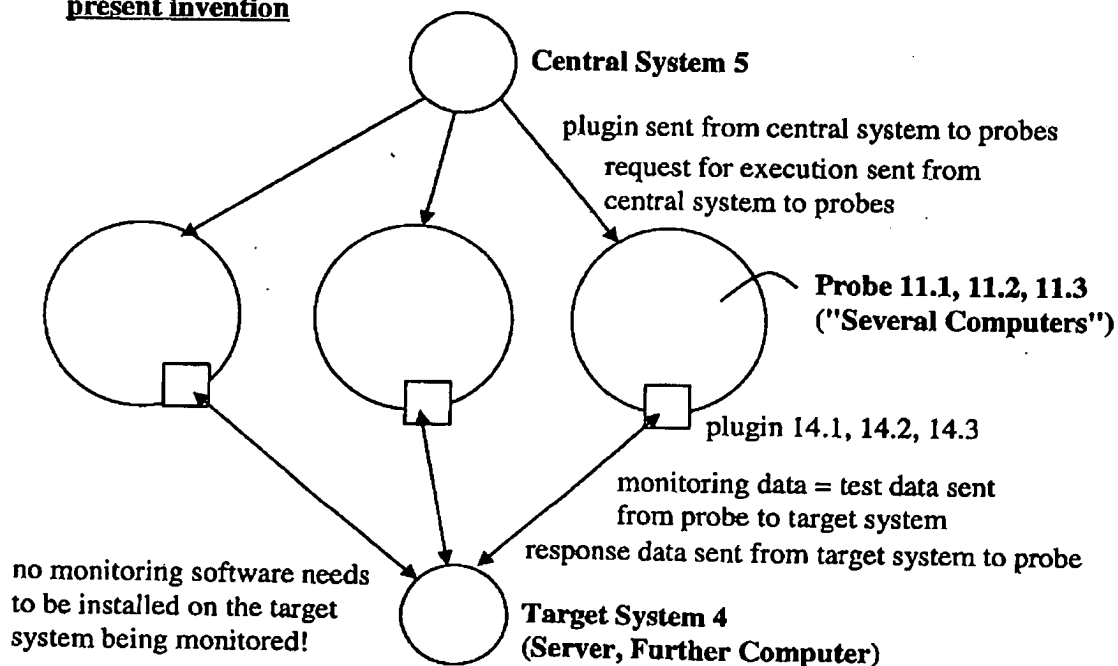 present invention
Central System 5
plugin sent from central system to probes
request for execution sent from
central system to probes
Probe 11.1, 11.2, 11.3
("Several Computers")
plugin 14.1, 14.2, 14.3
monitoring data = test data sent
from probe to target system
response data sent from target system to probe
no monitoring software needs
to be installed on the target
system being monitored!
Target System 4
(Server, Further Computer)